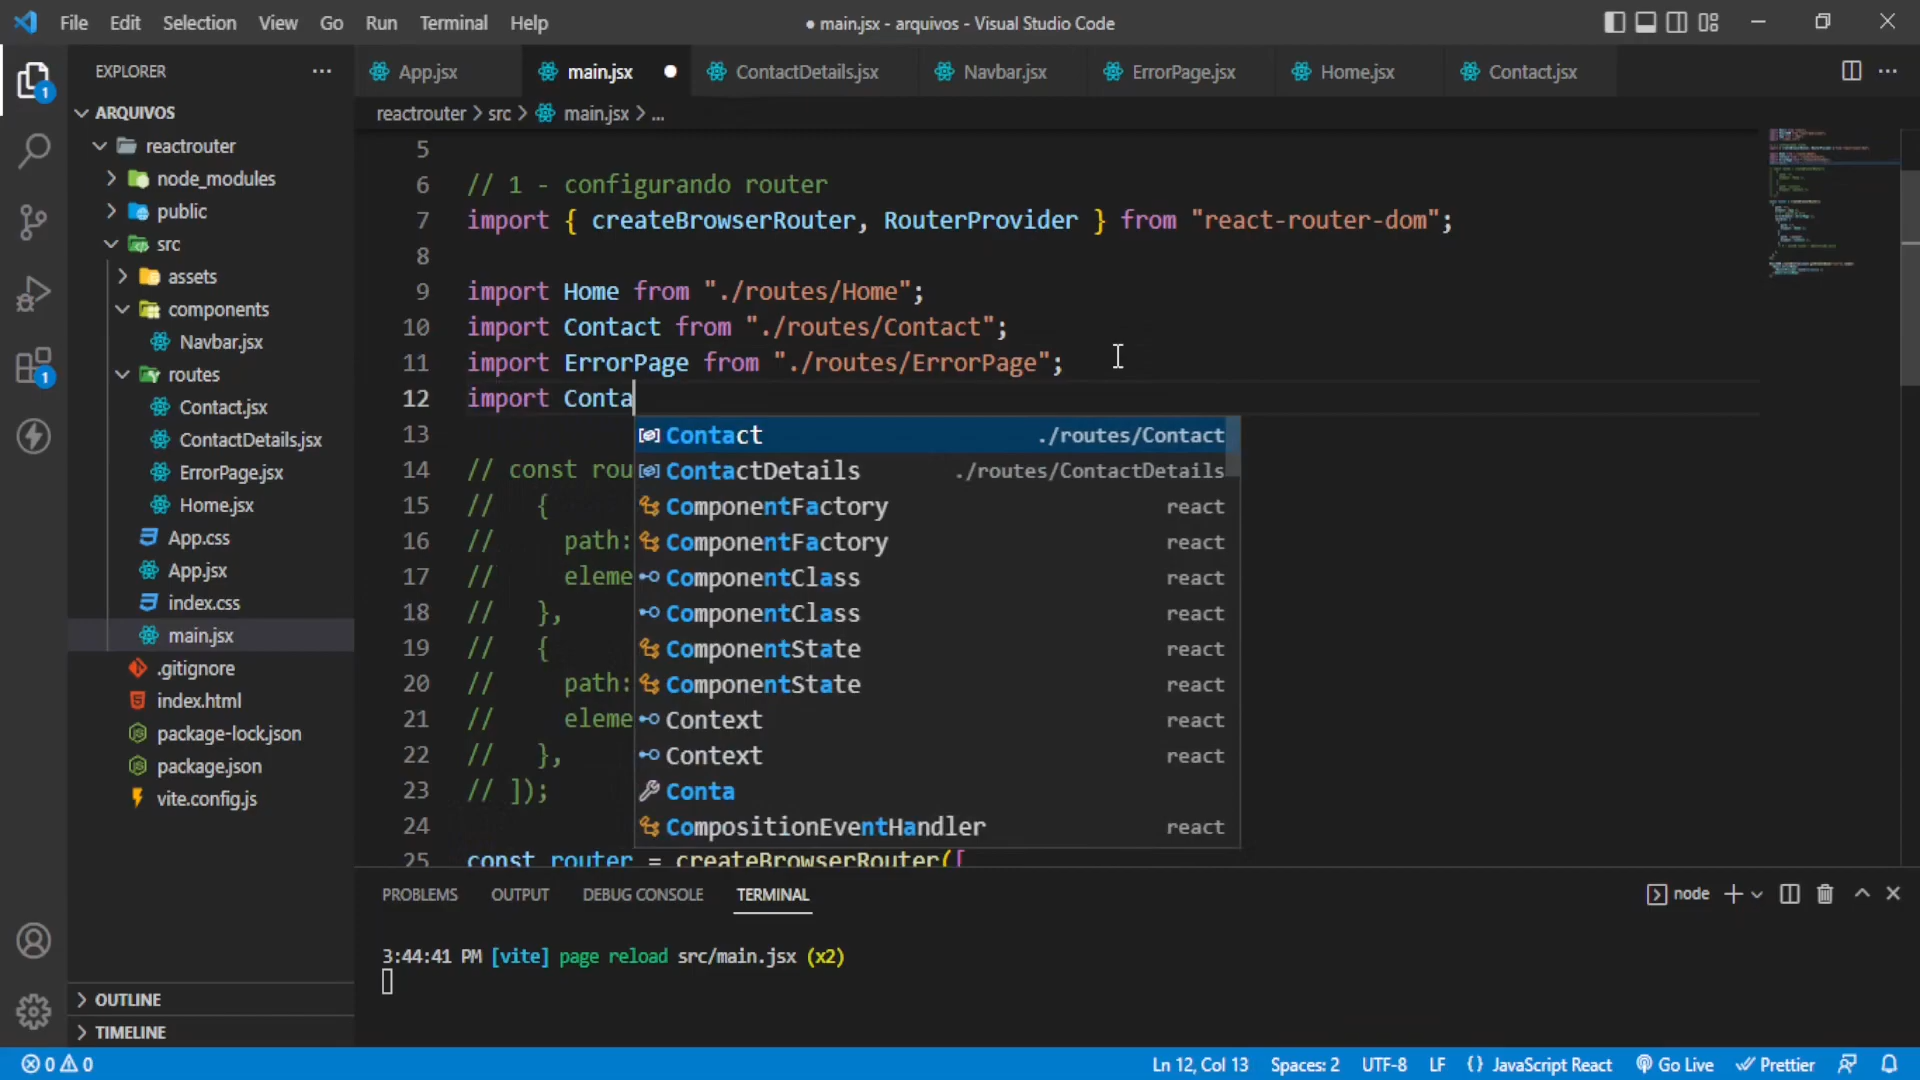 File Edit Selection View Go Run Terminal Help
● main.jsx - arquivos - Visual Studio Code
EXPLORER
ARQUIVOS
reactrouter
node_modules
public
src
assets
components
Navbar.jsx
routes
Contact.jsx
ContactDetails.jsx
ErrorPage.jsx
Home.jsx
App.css
App.jsx
index.css
main.jsx
.gitignore
index.html
package-lock.json
package.json
vite.config.js
OUTLINE
TIMELINE
App.jsx main.jsx ContactDetails.jsx Navbar.jsx ErrorPage.jsx Home.jsx Contact.jsx
reactrouter > src > main.jsx > ...
5
6 // 1 - configurando router
7 import { createBrowserRouter, RouterProvider } from "react-router-dom";
8
9 import Home from "./routes/Home";
10 import Contact from "./routes/Contact";
11 import ErrorPage from "./routes/ErrorPage";
12 import Conta
13
14 // const rou
15 // {
16 // path:
17 // eleme
18 // },
19 // {
20 // path:
21 // eleme
22 // },
23 // ]);
24
25 const router = createBrowserRouter([
Contact ./routes/Contact
ContactDetails ./routes/ContactDetails
ComponentFactory react
ComponentFactory react
ComponentClass react
ComponentClass react
ComponentState react
ComponentState react
Context react
Context react
Conta
CompositionEventHandler react
PROBLEMS OUTPUT DEBUG CONSOLE TERMINAL
node
3:44:41 PM [vite] page reload src/main.jsx (x2)
0 0
Ln 12, Col 13 Spaces: 2 UTF-8 LF {} JavaScript React Go Live Prettier
1
1